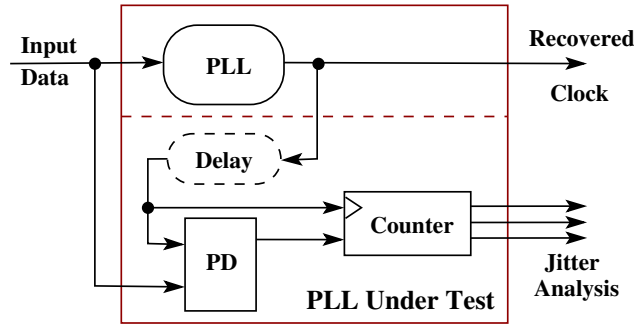 Input
Data
PLL
Recovered
Clock
Delay
Counter
PD
Jitter
Analysis
PLL Under Test